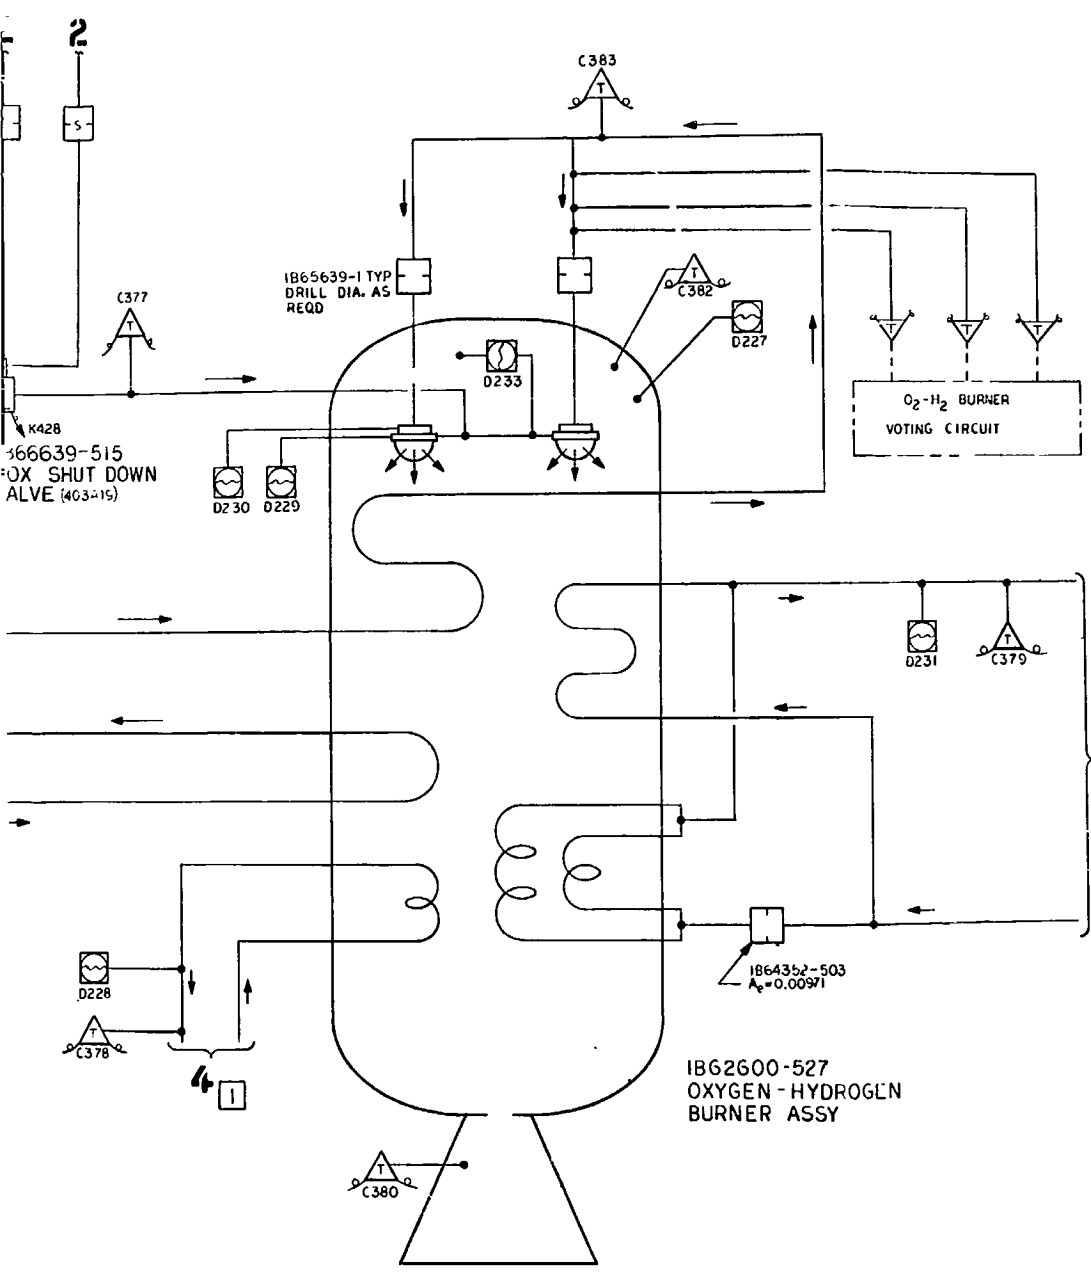 2
S
C383
T
1B65639-1 TYP
DRILL DIA. AS
REQD
T
C382
C377
T
D227
D233
T
T
T
O2-H2 BURNER
VOTING CIRCUIT
K428
366639-515
OX SHUT DOWN
ALVE (403A15)
D230
D229
D231
T
C379
1B64352-503
Ae=0.00971
D228
T
C378
4
1
1B62600-527
OXYGEN-HYDROGEN
BURNER ASSY
T
C380